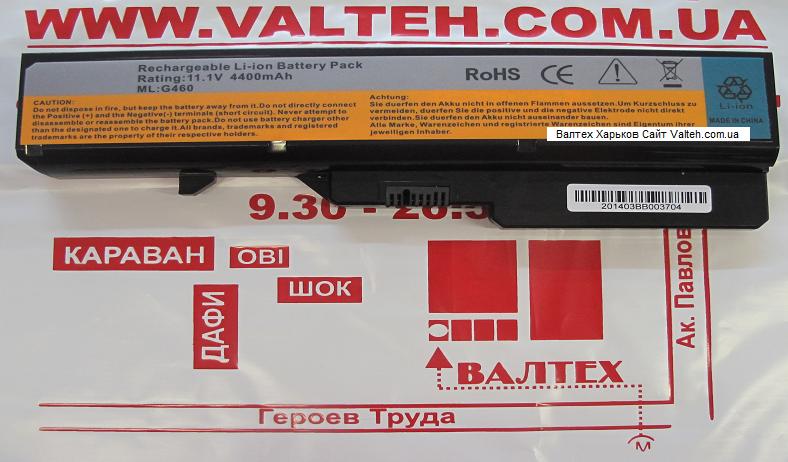 WWW.VALTEH.COM.UA
Rechargeable Li-ion Battery Pack
Rating:11.1V 4400mAh
ML:G460
RoHS CE
Li-ion
MADE IN CHINA
CAUTION:
Do not dispose in fire, but keep the battery away from heat.Do not directly connect
the Positive (+) and the Negative(-) terminals (short circuit). Attempting to
disassemble or reassemble the battery pack.Do not use battery charger other
than the designated one to charge it.All brands, trademarks and registered
trademarks are the property of their respective holders.
Achtung:
Sie duerfen den Akku nicht in offenen Flammen aussetzen.Um Kurzschluss zu
vermeiden, duerfen Sie die positive und die negative Elektrode nicht direkt
Sie duerfen den Akku nicht auseinander bauen.
Alle Marke, Warenzeichen und registrierte Warenzeichen sind Eigentum ihrer
jeweiligen Inhaber.
Валтех Харьков Сайт Valteh.com.ua
201403BB003704
9.30 -
КАРАВАН
ОВІ
ШОК
ДАФИ
ВАЛТЕХ
Ак. Павлов
Героев Труда
М